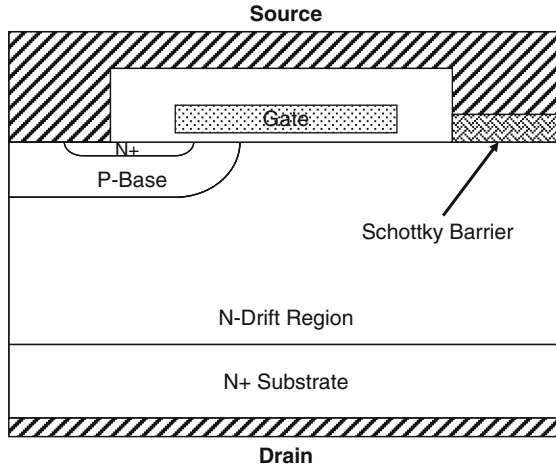 Source
Gate
N+
P-Base
Schottky Barrier
N-Drift Region
N+ Substrate
Drain